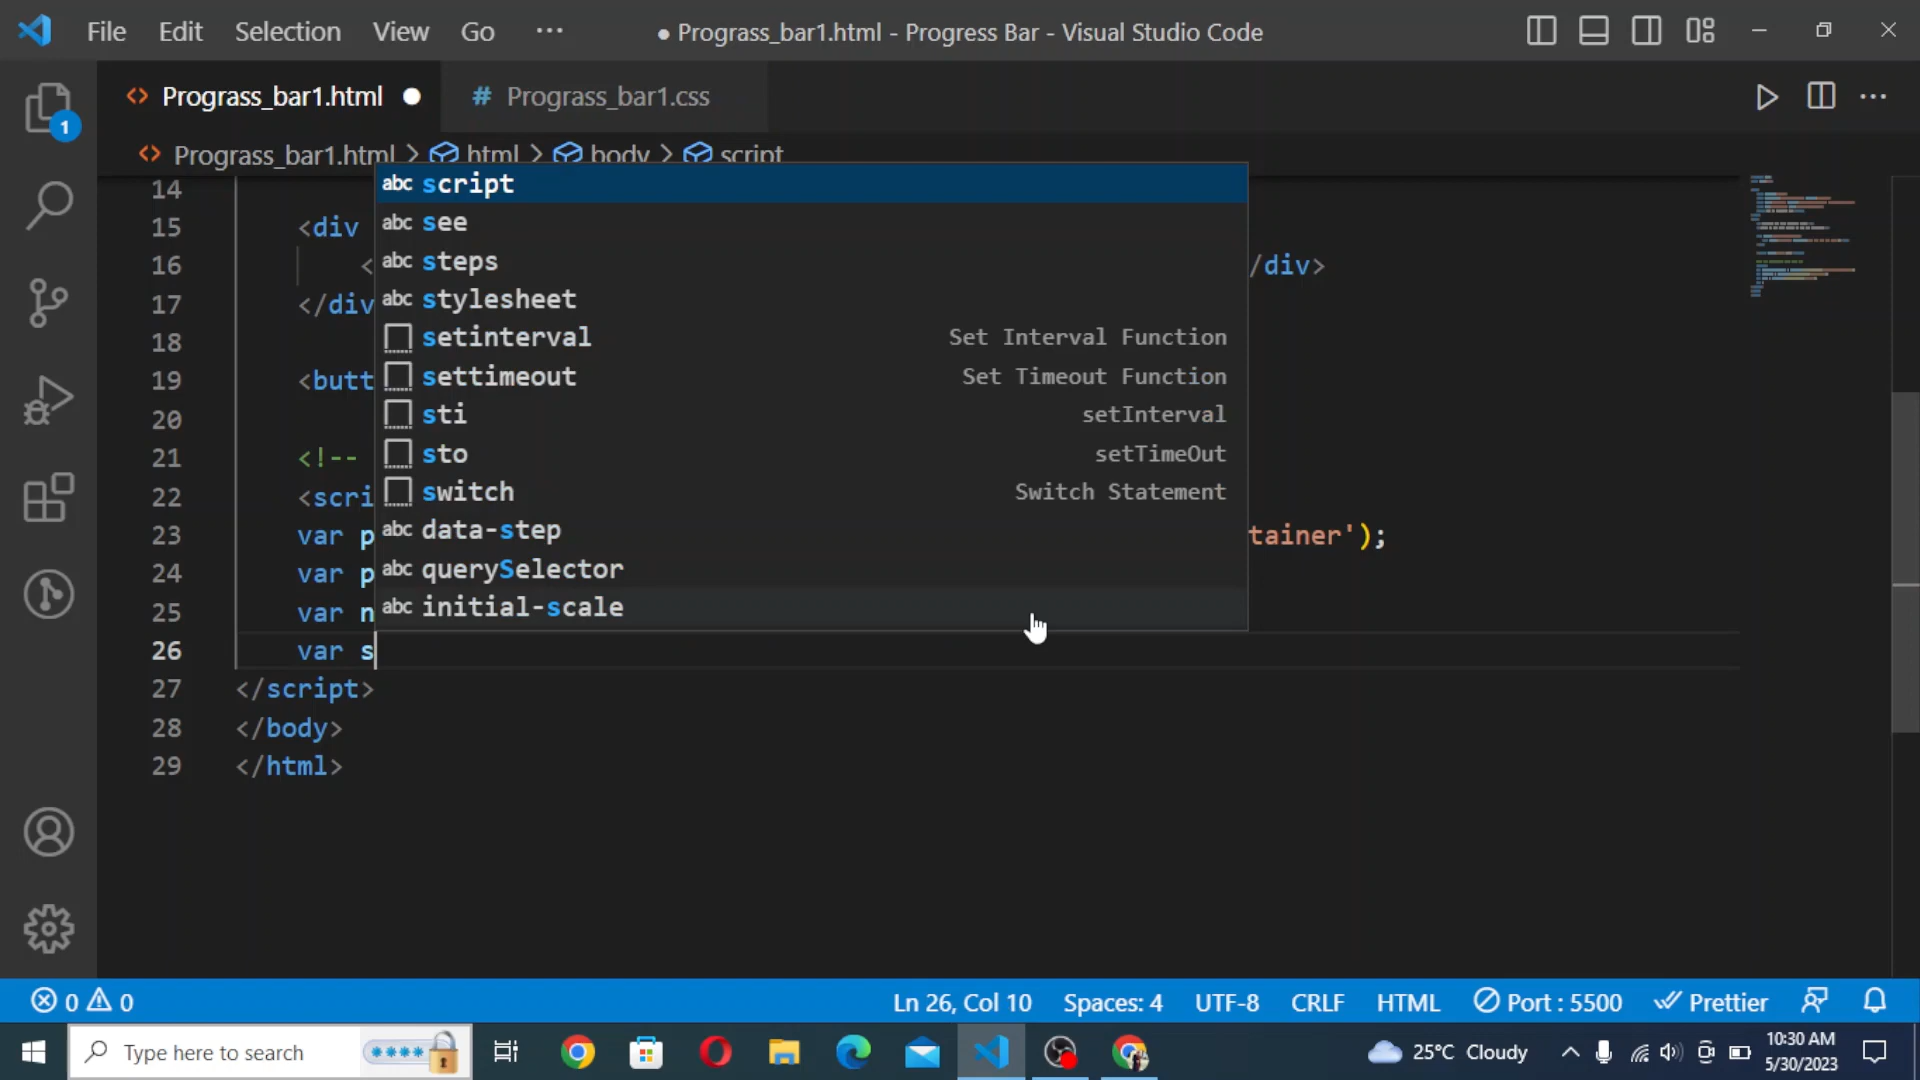 File Edit Selection View Go ··· ● Prograss_bar1.html - Progress Bar - Visual Studio Code
<> Prograss_bar1.html ● # Prograss_bar1.css
1
<> Prograss_bar1.html > html > body > script
14
15 <div
16 < /div>
17 </div
18
19 <butt
20
21 <!--
22 <scri
23 var p tainer');
24 var p
25 var n
26 var s
27 </script>
28 </body>
29 </html>
abc script
abc see
abc steps
abc stylesheet
setinterval Set Interval Function
settimeout Set Timeout Function
sti setInterval
sto setTimeOut
switch Switch Statement
abc data-step
abc querySelector
abc initial-scale
0 0 Ln 26, Col 10 Spaces: 4 UTF-8 CRLF HTML Port : 5500 Prettier
Type here to search 25°C Cloudy 10:30 AM
5/30/2023